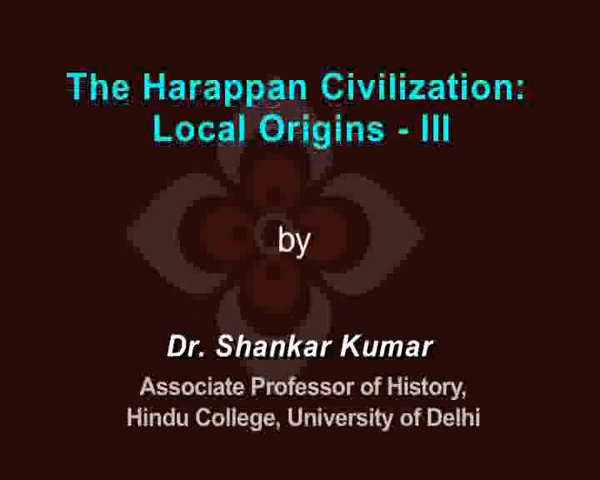 The Harappan Civilization:
Local Origins - III
by
Dr. Shankar Kumar
Associate Professor of History,
Hindu College, University of Delhi